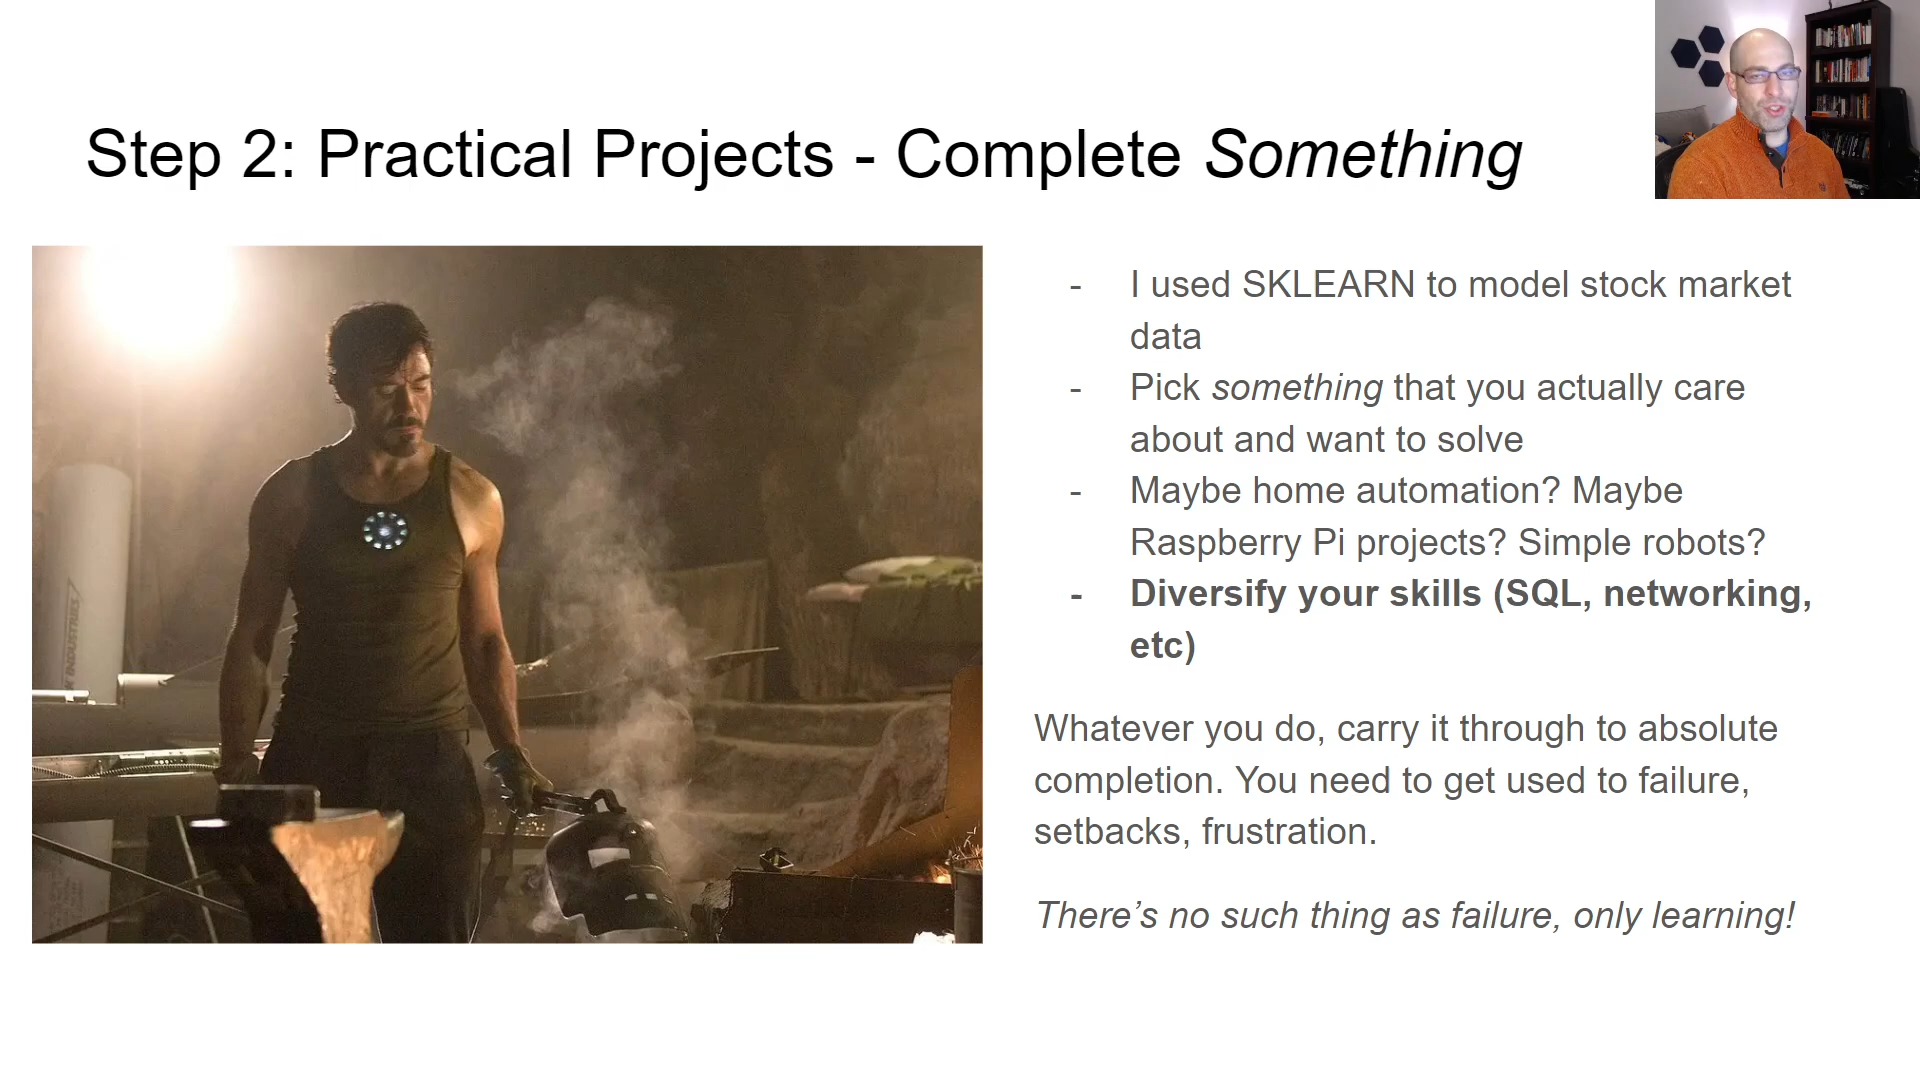 Step 2: Practical Projects - Complete Something
- I used SKLEARN to model stock market
data
- Pick something that you actually care
about and want to solve
- Maybe home automation? Maybe
Raspberry Pi projects? Simple robots?
- Diversify your skills (SQL, networking,
etc)
Whatever you do, carry it through to absolute
completion. You need to get used to failure,
setbacks, frustration.
There’s no such thing as failure, only learning!
INDUSTRIES